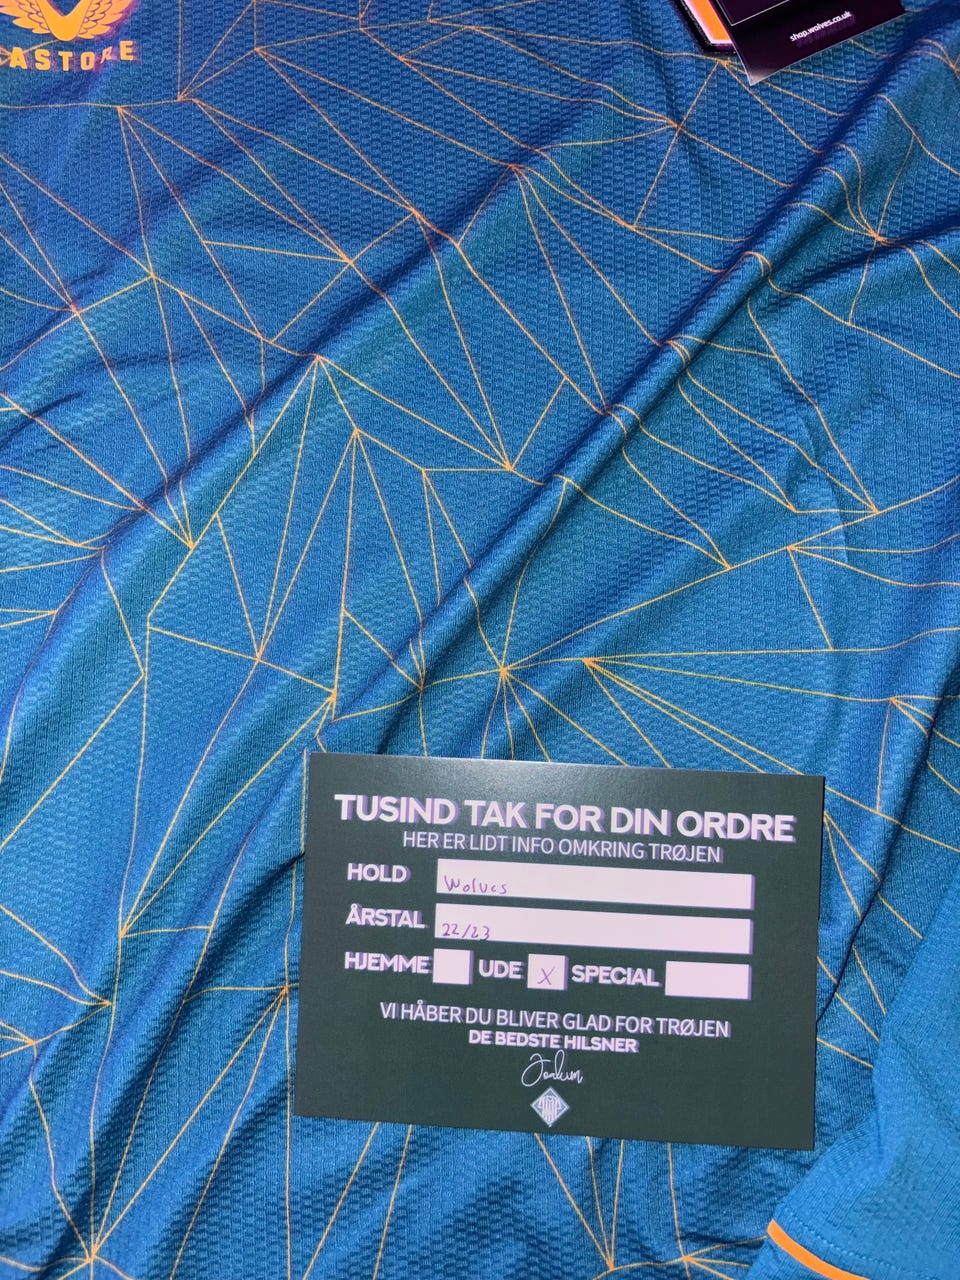 CASTORE
shop.wolves.co.uk
TUSIND TAK FOR DIN ORDRE
HER ER LIDT INFO OMKRING TRØJEN
HOLD Wolves
ÅRSTAL 22/23
HJEMME UDE X SPECIAL
VI HÅBER DU BLIVER GLAD FOR TRØJEN
DE BEDSTE HILSNER
Joakim